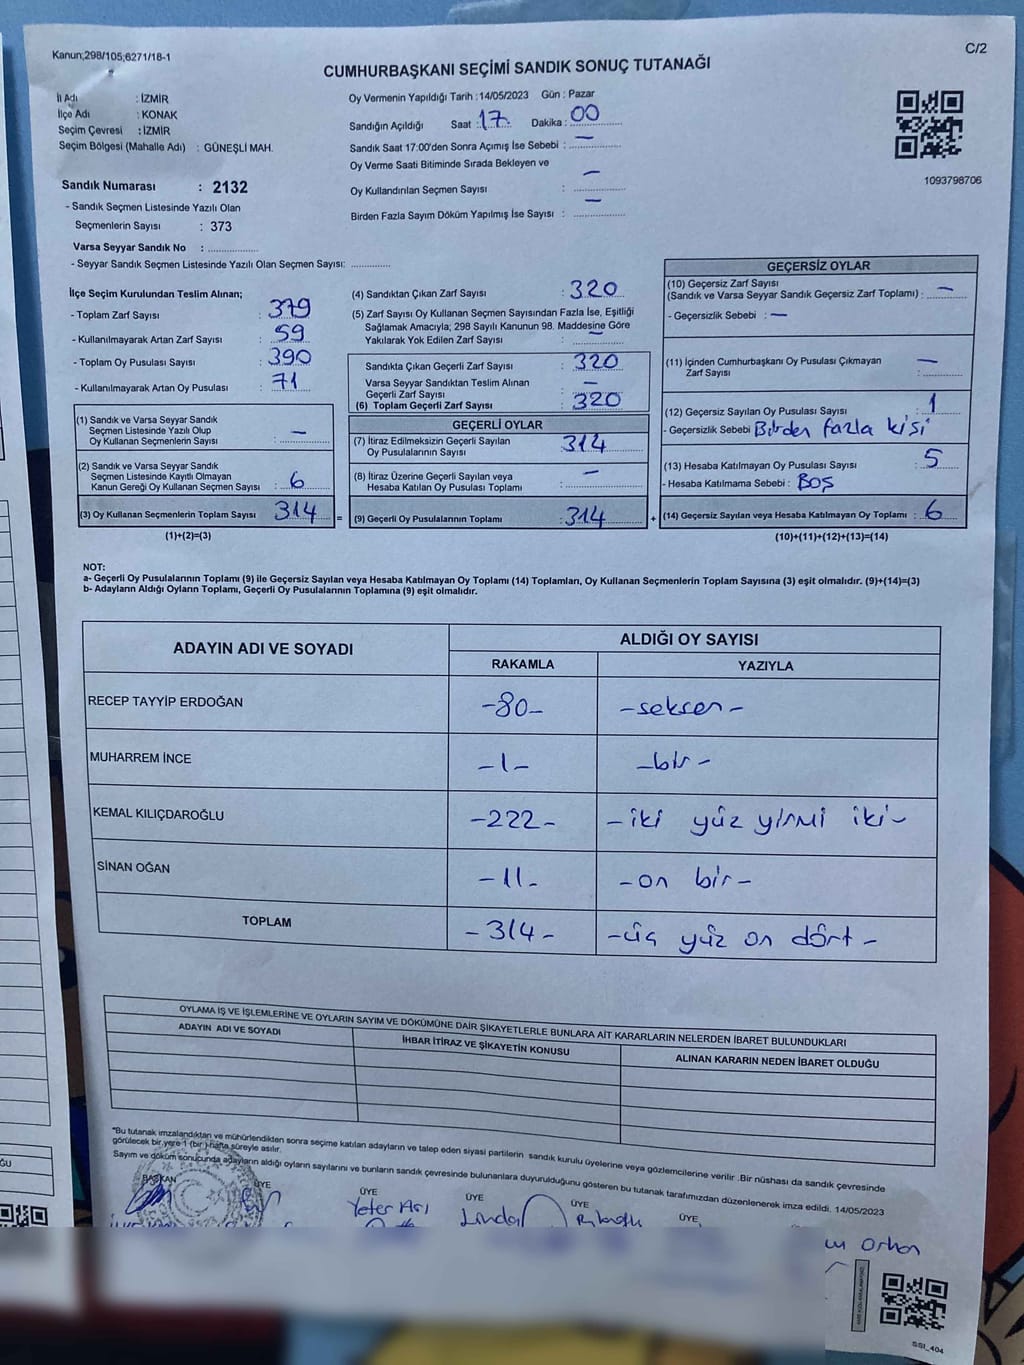 Kanun;298/105;6271/18-1
C/2
CUMHURBAŞKANI SEÇİMİ SANDIK SONUÇ TUTANAĞI
İl Adı : İZMİR
İlçe Adı : KONAK
Seçim Çevresi : İZMİR
Seçim Bölgesi (Mahalle Adı) : GÜNEŞLİ MAH.
Sandık Numarası : 2132
- Sandık Seçmen Listesinde Yazılı Olan
Seçmenlerin Sayısı : 373
Varsa Seyyar Sandık No : ................
- Seyyar Sandık Seçmen Listesinde Yazılı Olan Seçmen Sayısı: .............
Oy Vermenin Yapıldığı Tarih : 14/05/2023 Gün : Pazar
Sandığın Açıldığı Saat : 17 Dakika : 00
Sandık Saat 17:00'den Sonra Açımış İse Sebebi : —
Oy Verme Saati Bitiminde Sırada Bekleyen ve
Oy Kullandırılan Seçmen Sayısı : —
Birden Fazla Sayım Döküm Yapılmış İse Sayısı : —
1093798706
İlçe Seçim Kurulundan Teslim Alınan;
- Toplam Zarf Sayısı : 379
- Kullanılmayarak Artan Zarf Sayısı : 59
- Toplam Oy Pusulası Sayısı : 390
- Kullanılmayarak Artan Oy Pusulası : 71
(1) Sandık ve Varsa Seyyar Sandık
Seçmen Listesinde Yazılı Olup
Oy Kullanan Seçmenlerin Sayısı : —
(2) Sandık ve Varsa Seyyar Sandık
Seçmen Listesinde Kayıtlı Olmayan
Kanun Gereği Oy Kullanan Seçmen Sayısı : 6
(3) Oy Kullanan Seçmenlerin Toplam Sayısı : 314 =
(1)+(2)=(3)
(4) Sandıktan Çıkan Zarf Sayısı : 320
(5) Zarf Sayısı Oy Kullanan Seçmen Sayısından Fazla İse, Eşitliği
Sağlamak Amacıyla; 298 Sayılı Kanunun 98. Maddesine Göre
Yakılarak Yok Edilen Zarf Sayısı : —
Sandıkta Çıkan Geçerli Zarf Sayısı : 320
Varsa Seyyar Sandıktan Teslim Alınan
Geçerli Zarf Sayısı : —
(6) Toplam Geçerli Zarf Sayısı : 320
GEÇERLİ OYLAR
(7) İtiraz Edilmeksizin Geçerli Sayılan
Oy Pusulalarının Sayısı : 314
(8) İtiraz Üzerine Geçerli Sayılan veya
Hesaba Katılan Oy Pusulası Toplamı : —
(9) Geçerli Oy Pusulalarının Toplamı : 314 +
GEÇERSİZ OYLAR
(10) Geçersiz Zarf Sayısı
(Sandık ve Varsa Seyyar Sandık Geçersiz Zarf Toplamı) : —
- Geçersizlik Sebebi : —
(11) İçinden Cumhurbaşkanı Oy Pusulası Çıkmayan
Zarf Sayısı : —
(12) Geçersiz Sayılan Oy Pusulası Sayısı : 1
- Geçersizlik Sebebi Birden fazla kişi
(13) Hesaba Katılmayan Oy Pusulası Sayısı : 5
- Hesaba Katılmama Sebebi : BOŞ
(14) Geçersiz Sayılan veya Hesaba Katılmayan Oy Toplamı : 6
(10)+(11)+(12)+(13)=(14)
NOT:
a- Geçerli Oy Pusulalarının Toplamı (9) ile Geçersiz Sayılan veya Hesaba Katılmayan Oy Toplamı (14) Toplamları, Oy Kullanan Seçmenlerin Toplam Sayısına (3) eşit olmalıdır. (9)+(14)=(3)
b- Adayların Aldığı Oyların Toplamı, Geçerli Oy Pusulalarının Toplamına (9) eşit olmalıdır.
ADAYIN ADI VE SOYADI ALDIĞI OY SAYISI
RAKAMLA YAZIYLA
RECEP TAYYİP ERDOĞAN -80- -seksen-
MUHARREM İNCE -1- -bir-
KEMAL KILIÇDAROĞLU -222- -iki yüz yirmi iki-
SİNAN OĞAN -11- -on bir-
TOPLAM -314- -üç yüz on dört-
OYLAMA İŞ VE İŞLEMLERİNE VE OYLARIN SAYIM VE DÖKÜMÜNE DAİR ŞİKAYETLERLE BUNLARA AİT KARARLARIN NELERDEN İBARET BULUNDUKLARI
ADAYIN ADI VE SOYADI İHBAR İTİRAZ VE ŞİKAYETİN KONUSU ALINAN KARARIN NEDEN İBARET OLDUĞU
*Bu tutanak imzalandıktan ve mühürlendikten sonra seçime katılan adayların ve talep eden siyasi partilerin sandık kurulu üyelerine veya gözlemcilerine verilir .Bir nüshası da sandık çevresinde
görülecek bir yere 1 (bir ) hafta süreyle asılır.
Sayım ve döküm sonucunda adayların aldığı oyların sayılarını ve bunların sandık çevresinde bulunanlara duyurulduğunu gösteren bu tutanak tarafımızdan düzenlenerek imza edildi. 14/05/2023
BAŞKAN ÜYE ÜYE ÜYE ÜYE ÜYE
Yeter Arı
Orhan
SSI_404